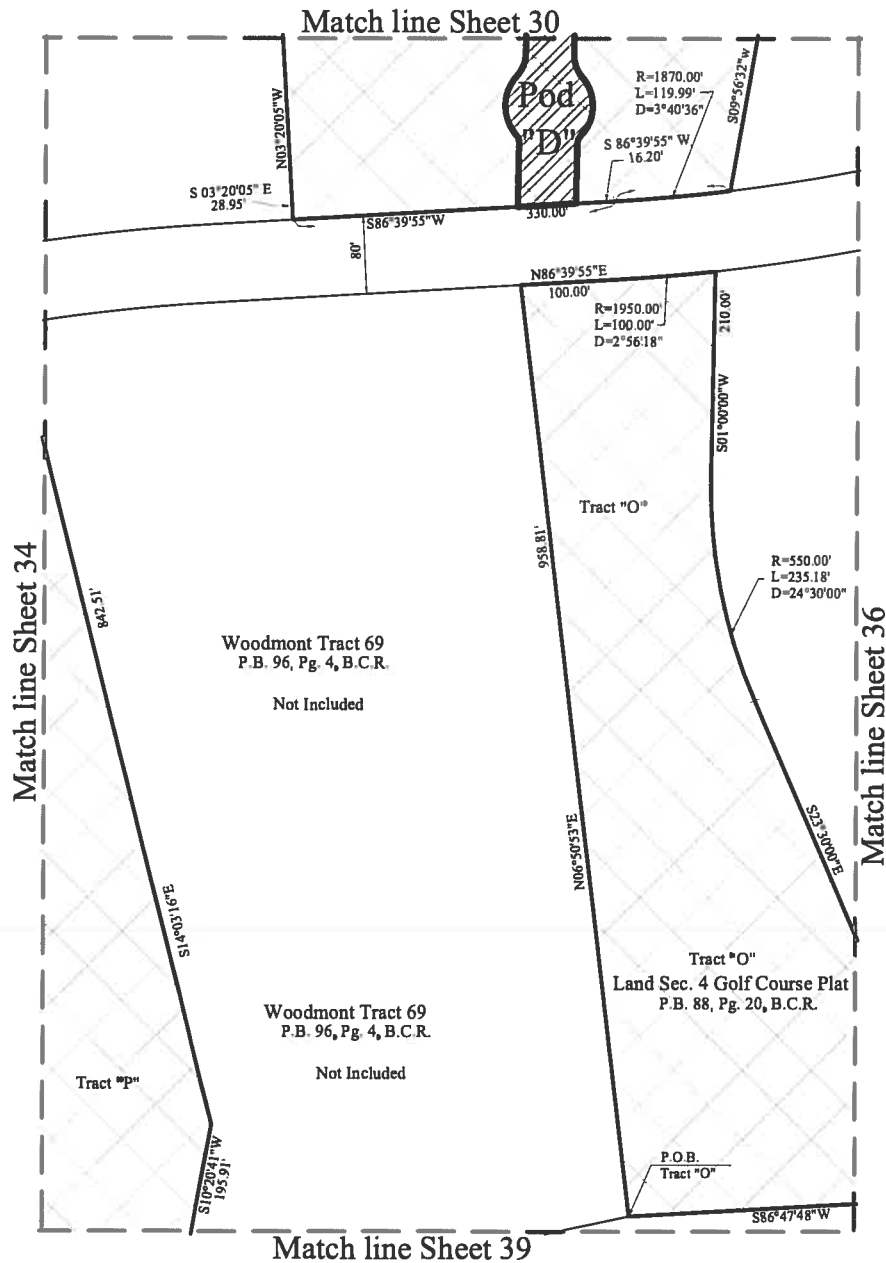 Match line Sheet 30
N03°20'05"W
Pod
"D"
R=1870.00'
L=119.99'
D=3°40'36"
S09°56'32"w
S 86°39'55" W
16.20'
S 03°20'05" E
28.95'
S86°39'55"W
330.00'
80'
N86°39'55"E
100.00'
R=1950.00'
L=100.00'
D=2°56'18"
210.00'
S01°00'00"W
Tract "O"
958.81'
R=550.00'
L=235.18'
D=24°30'00"
Match line Sheet 34
842.51'
Woodmont Tract 69
P.B. 96, Pg. 4, B.C.R.
Not Included
Match line Sheet 36
S23°30'00"E
N06°50'53"E
S14°03'16"E
Tract "O"
Land Sec. 4 Golf Course Plat
P.B. 88, Pg. 20, B.C.R.
Woodmont Tract 69
P.B. 96, Pg. 4, B.C.R.
Not Included
Tract "P"
S10°20'41"W
195.91'
P.O.B.
Tract "O"
S86°47'48"W
Match line Sheet 39